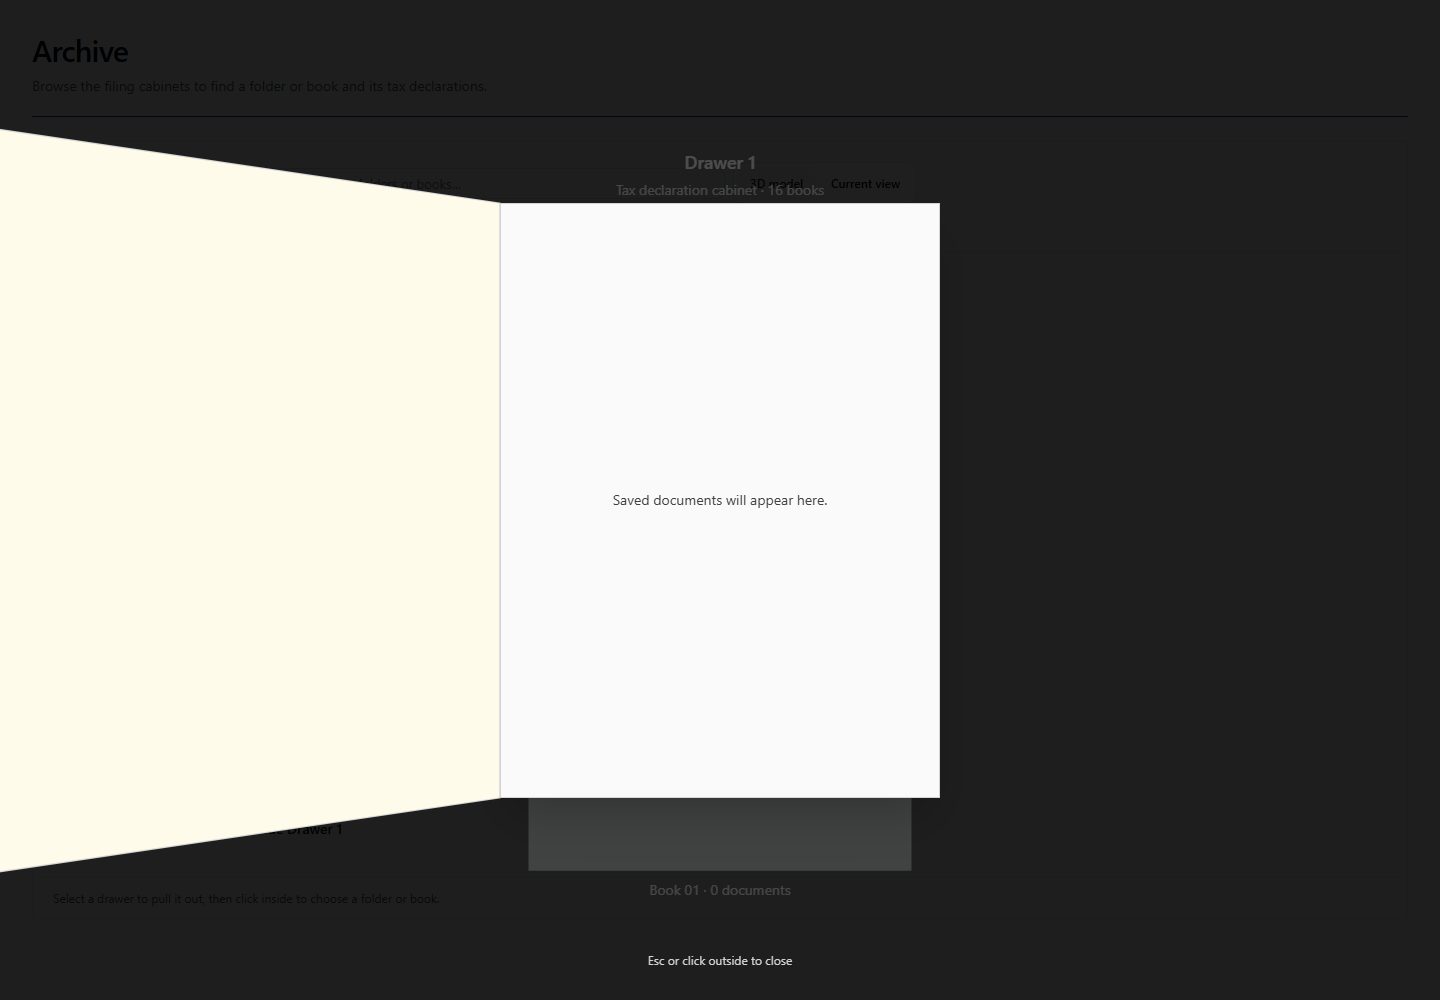 Archive
Browse the filing cabinets to find a folder or book and its tax declarations.
Drawer 1
or books...
3D model
Current view
Tax declaration cabinet · 16 books
Saved documents will appear here.
Drawer 1
Book 01 · 0 documents
Select a drawer to pull it out, then click inside to choose a folder or book.
Esc or click outside to close